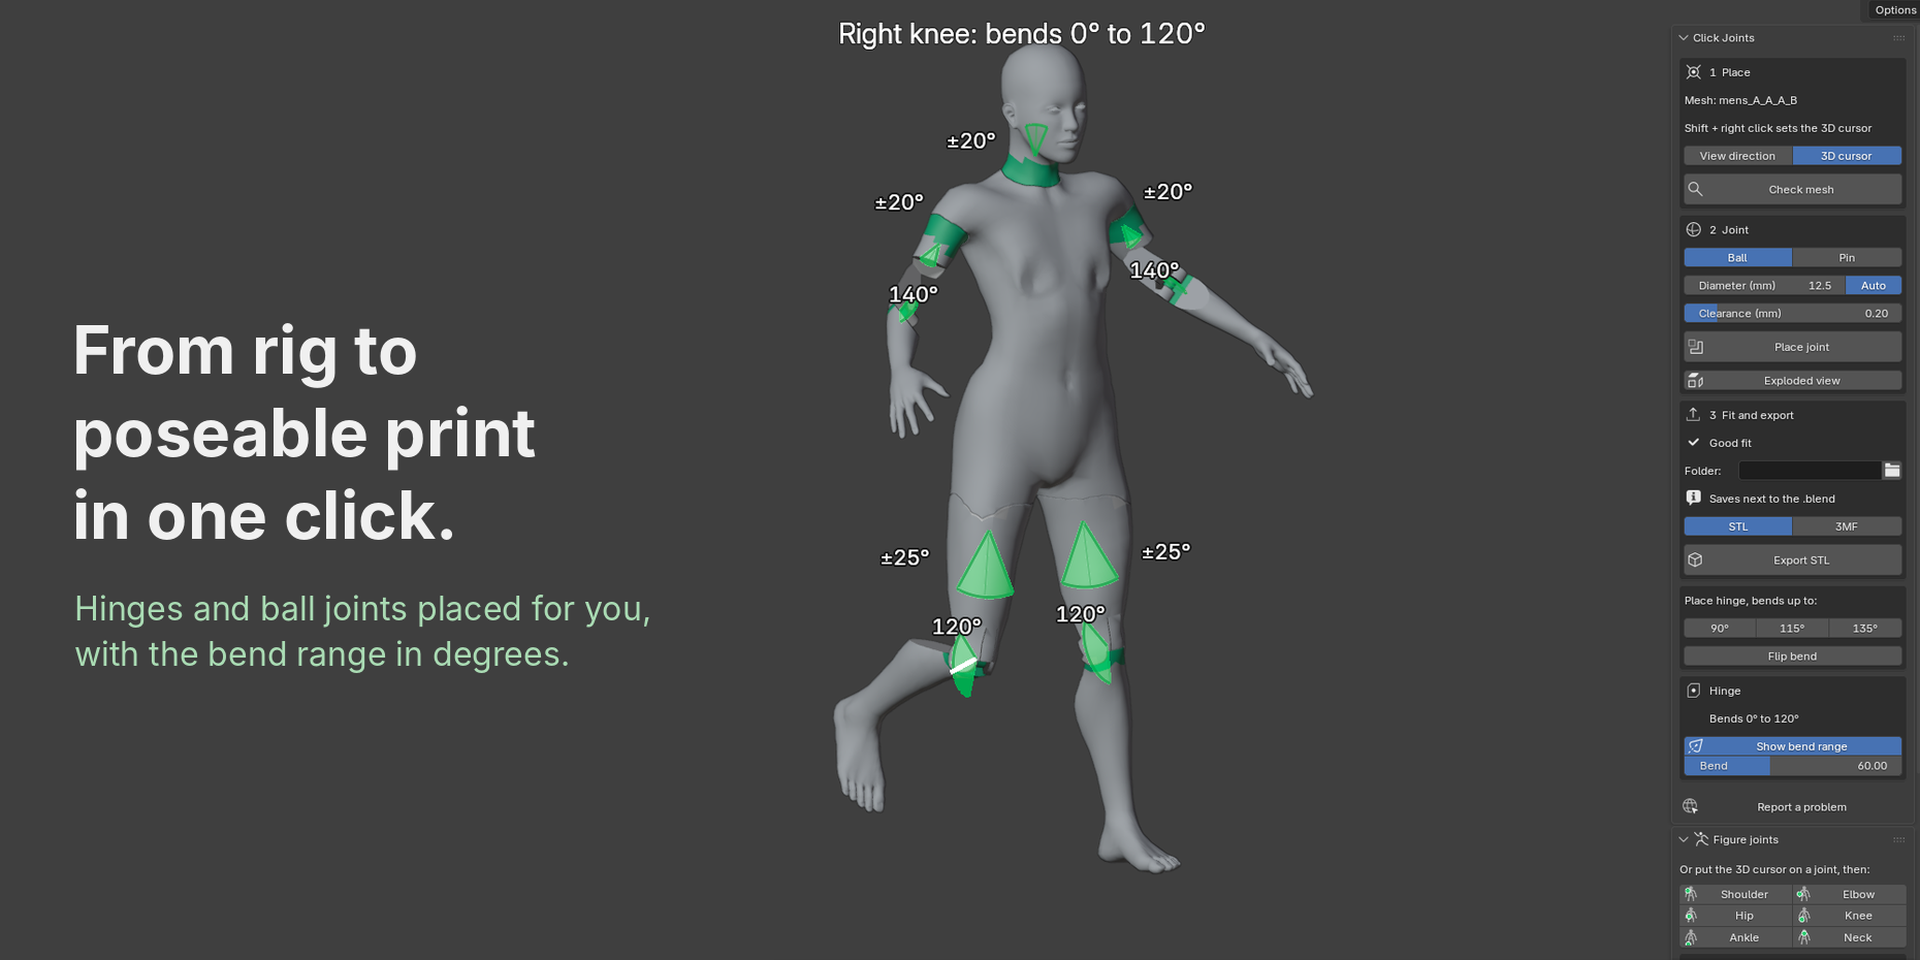 Right knee: bends 0° to 120°
±20°
±20°
±20°
140°
140°
±25°
±25°
120°
120°
From rig to
poseable print
in one click.
Hinges and ball joints placed for you,
with the bend range in degrees.
Options
Click Joints
1 Place
Mesh: mens_A_A_A_B
Shift + right click sets the 3D cursor
View direction 3D cursor
Check mesh
2 Joint
Ball Pin
Diameter (mm) 12.5 Auto
Clearance (mm) 0.20
Place joint
Exploded view
3 Fit and export
Good fit
Folder:
Saves next to the .blend
STL 3MF
Export STL
Place hinge, bends up to:
90° 115° 135°
Flip bend
Hinge
Bends 0° to 120°
Show bend range
Bend 60.00
Report a problem
Figure joints
Or put the 3D cursor on a joint, then:
Shoulder Elbow
Hip Knee
Ankle Neck